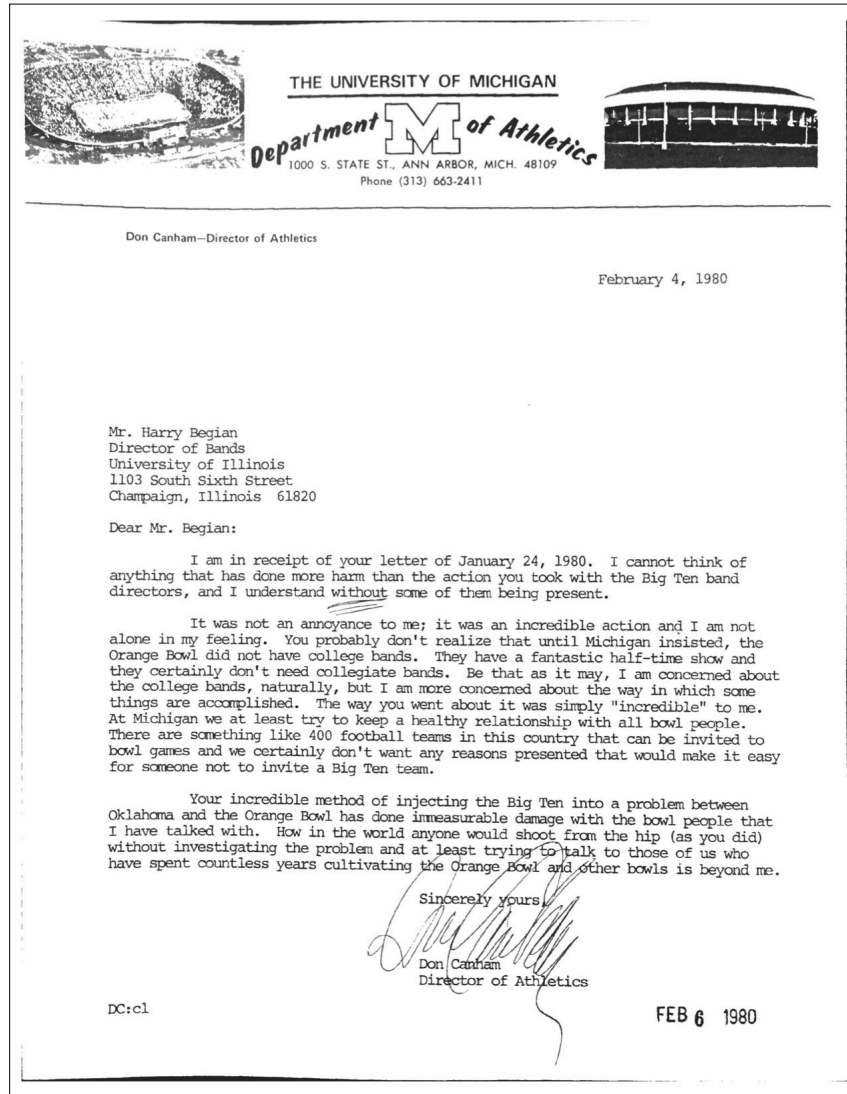 THE UNIVERSITY OF MICHIGAN
Department M of Athletics
1000 S. STATE ST., ANN ARBOR, MICH. 48109
Phone (313) 663-2411
Don Canham—Director of Athletics
February 4, 1980
Mr. Harry Begian
Director of Bands
University of Illinois
1103 South Sixth Street
Champaign, Illinois 61820
Dear Mr. Begian:
I am in receipt of your letter of January 24, 1980. I cannot think of
anything that has done more harm than the action you took with the Big Ten band
directors, and I understand without some of them being present.
It was not an annoyance to me; it was an incredible action and I am not
alone in my feeling. You probably don't realize that until Michigan insisted, the
Orange Bowl did not have college bands. They have a fantastic half-time show and
they certainly don't need collegiate bands. Be that as it may, I am concerned about
the college bands, naturally, but I am more concerned about the way in which some
things are accomplished. The way you went about it was simply "incredible" to me.
At Michigan we at least try to keep a healthy relationship with all bowl people.
There are something like 400 football teams in this country that can be invited to
bowl games and we certainly don't want any reasons presented that would make it easy
for someone not to invite a Big Ten team.
Your incredible method of injecting the Big Ten into a problem between
Oklahoma and the Orange Bowl has done immeasurable damage with the bowl people that
I have talked with. How in the world anyone would shoot from the hip (as you did)
without investigating the problem and at least trying to talk to those of us who
have spent countless years cultivating the Orange Bowl and other bowls is beyond me.
Sincerely yours,
Don Canham
Don Canham
Director of Athletics
DC:cl
FEB 6 1980